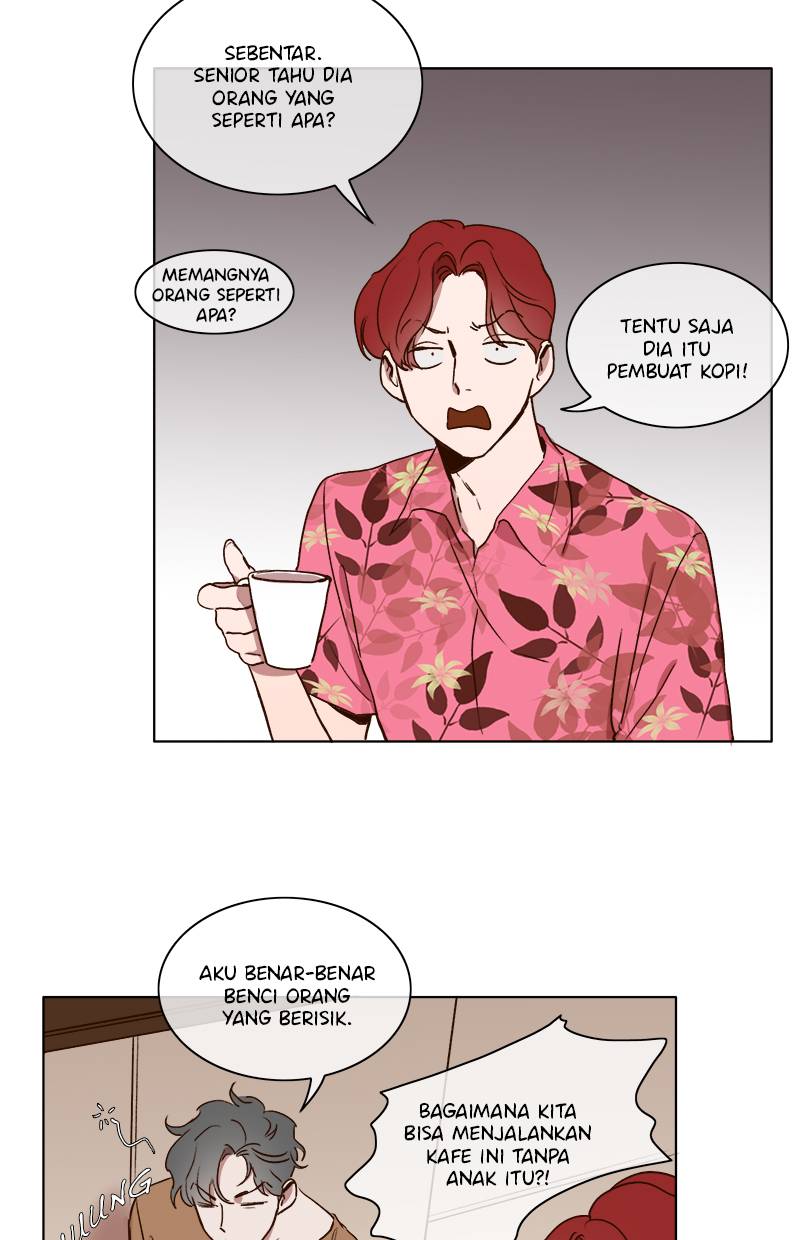 SEBENTAR.
SENIOR TAHU DIA
ORANG YANG
SEPERTI APA?
MEMANGNYA
ORANG SEPERTI
APA?
TENTU SAJA
DIA ITU
PEMBUAT KOPI!
AKU BENAR-BENAR
BENCI ORANG
YANG BERISIK.
BAGAIMANA KITA
BISA MENJALANKAN
KAFE INI TANPA
ANAK ITU?!